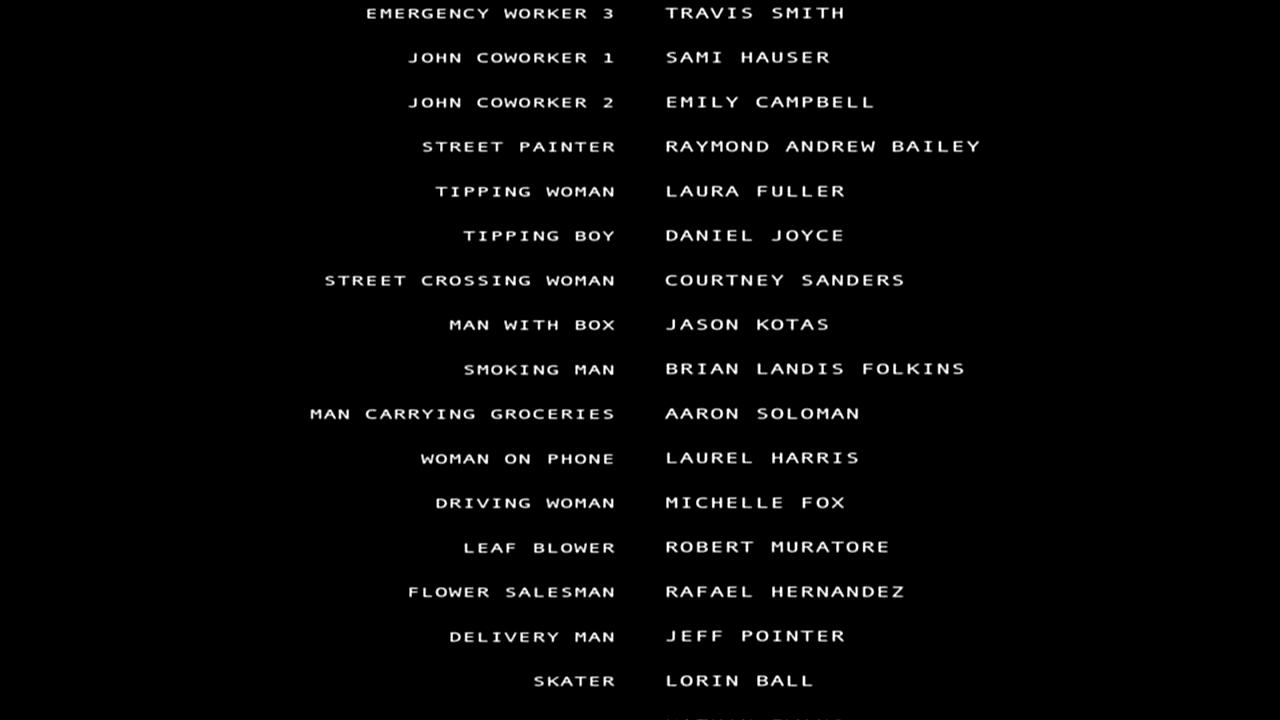 EMERGENCY WORKER 3 TRAVIS SMITH
JOHN COWORKER 1 SAMI HAUSER
JOHN COWORKER 2 EMILY CAMPBELL
STREET PAINTER RAYMOND ANDREW BAILEY
TIPPING WOMAN LAURA FULLER
TIPPING BOY DANIEL JOYCE
STREET CROSSING WOMAN COURTNEY SANDERS
MAN WITH BOX JASON KOTAS
SMOKING MAN BRIAN LANDIS FOLKINS
MAN CARRYING GROCERIES AARON SOLOMAN
WOMAN ON PHONE LAUREL HARRIS
DRIVING WOMAN MICHELLE FOX
LEAF BLOWER ROBERT MURATORE
FLOWER SALESMAN RAFAEL HERNANDEZ
DELIVERY MAN JEFF POINTER
SKATER LORIN BALL